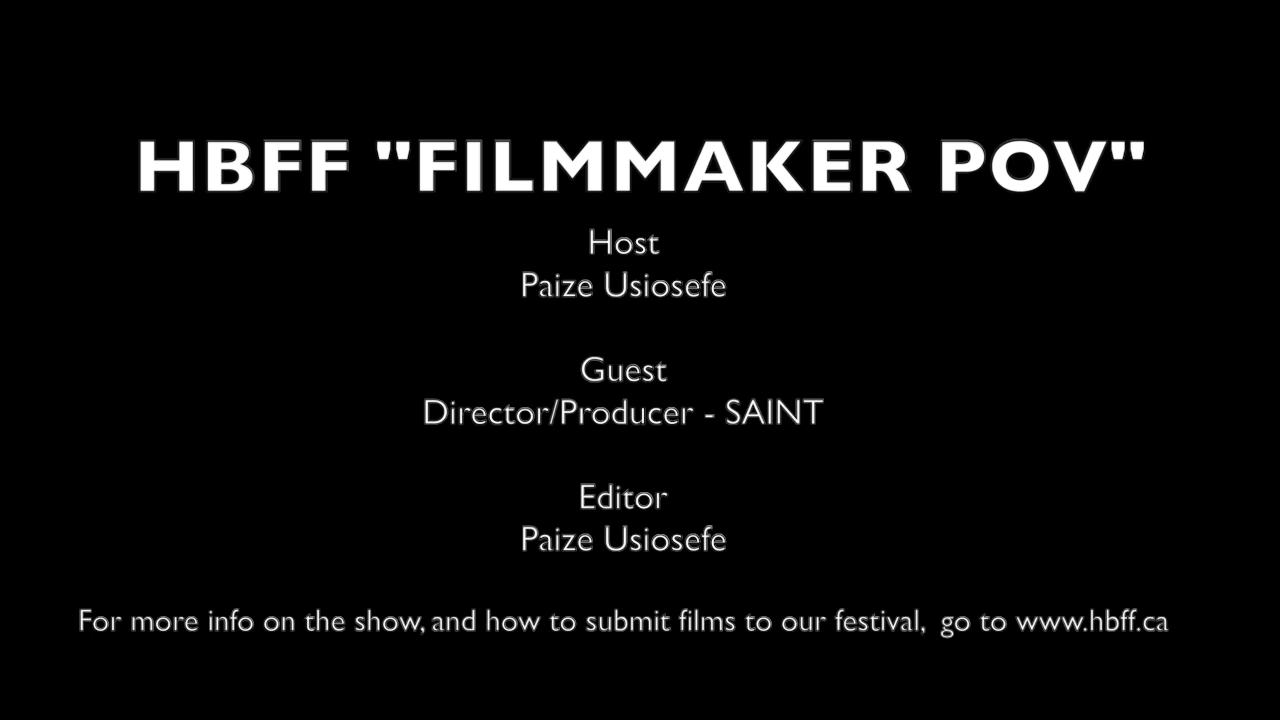 HBFF "FILMMAKER POV"
Host
Paize Usiosefe
Guest
Director/Producer - SAINT
Editor
Paize Usiosefe
For more info on the show, and how to submit films to our festival, go to www.hbff.ca